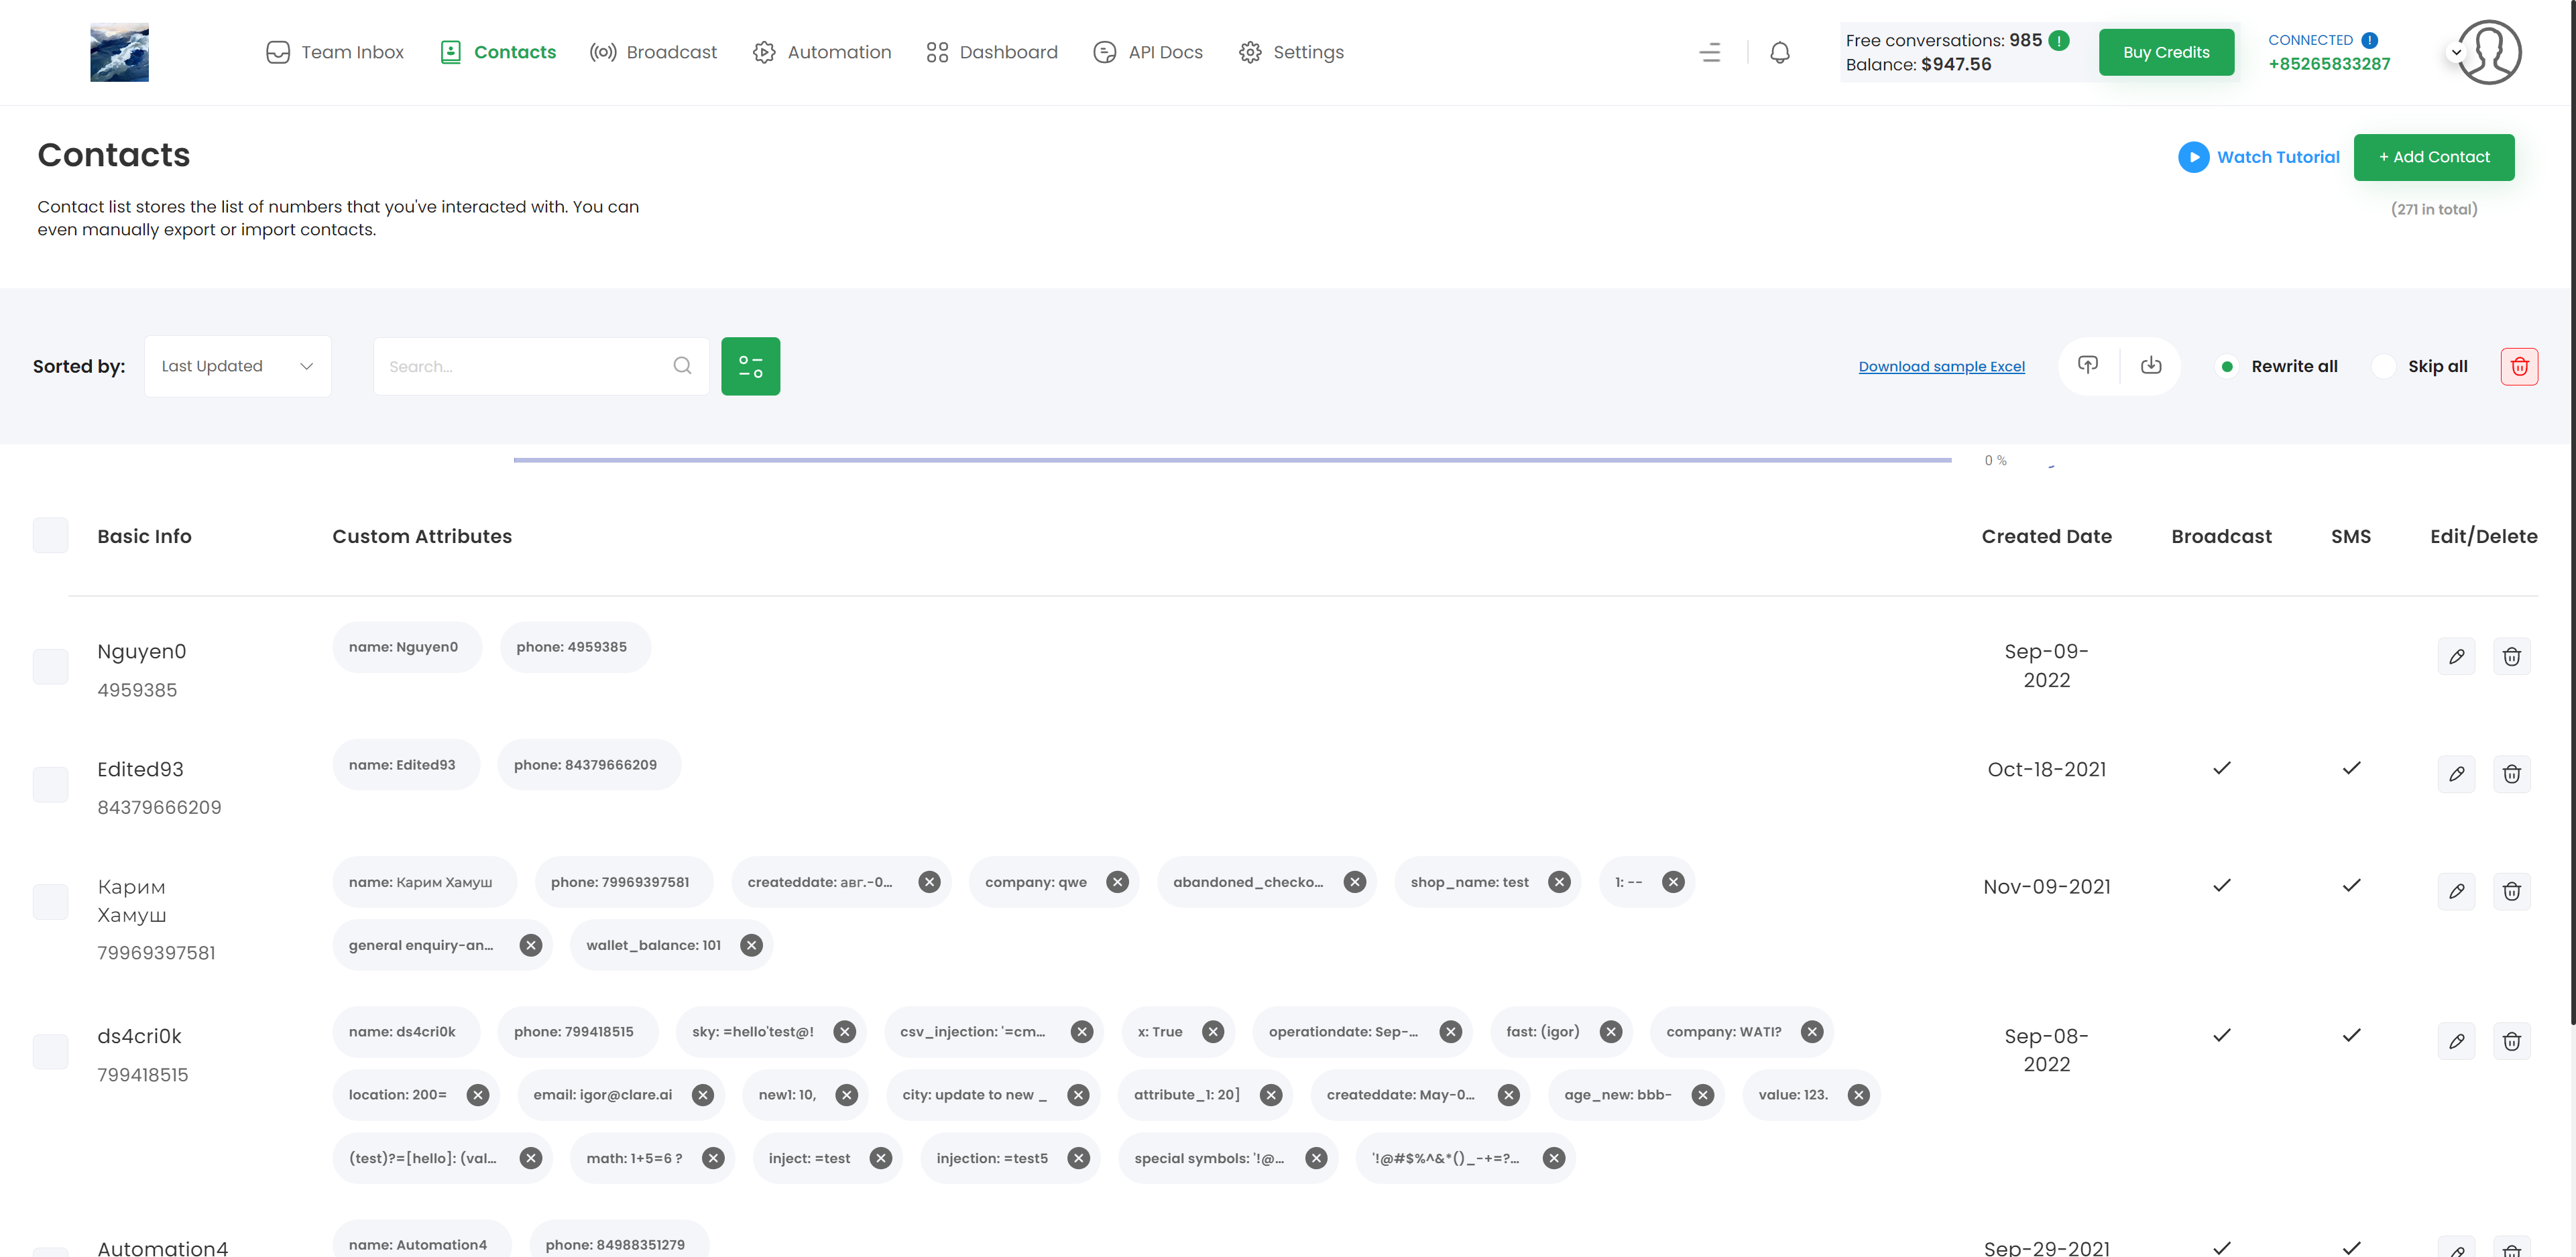 Team Inbox
Contacts
Broadcast
Automation
Dashboard
API Docs
Settings
Free conversations: 985
Balance: $947.56
Buy Credits
CONNECTED
+85265833287
Contacts
Contact list stores the list of numbers that you've interacted with. You can
even manually export or import contacts.
Watch Tutorial
+ Add Contact
(271 in total)
Sorted by:
Last Updated
Search...
Download sample Excel
Rewrite all
Skip all
0 %
Basic Info
Custom Attributes
Created Date
Broadcast
SMS
Edit/Delete
Nguyen0
4959385
name: Nguyen0
phone: 4959385
Sep-09-
2022
Edited93
84379666209
name: Edited93
phone: 84379666209
Oct-18-2021
Карим
Хамуш
79969397581
name: Карим Хамуш
phone: 79969397581
createddate: авг.-0...
company: qwe
abandoned_checko...
shop_name: test
1: --
general enquiry-an...
wallet_balance: 101
Nov-09-2021
ds4cri0k
799418515
name: ds4cri0k
phone: 799418515
sky: =hello'test@!
csv_injection: '=cm...
x: True
operationdate: Sep-...
fast: (igor)
company: WATI?
location: 200=
email: igor@clare.ai
new1: 10,
city: update to new _
attribute_1: 20]
createddate: May-0...
age_new: bbb-
value: 123.
(test)?=[hello]: (val...
math: 1+5=6 ?
inject: =test
injection: =test5
special symbols: '!@...
'!@#$%^&*()_-+=?...
Sep-08-
2022
Automation4
name: Automation4
phone: 84988351279
Sep-29-2021